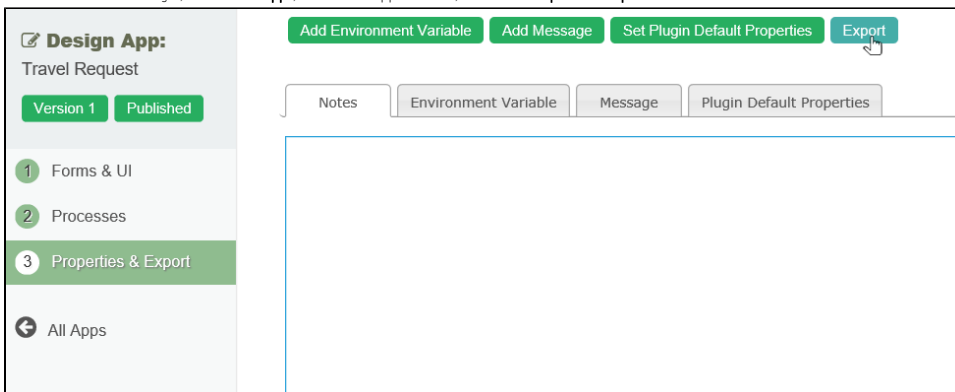 Design App:
Travel Request
Version 1 Published
1 Forms & UI
2 Processes
3 Properties & Export
All Apps
Add Environment Variable Add Message Set Plugin Default Properties Export
Notes Environment Variable Message Plugin Default Properties